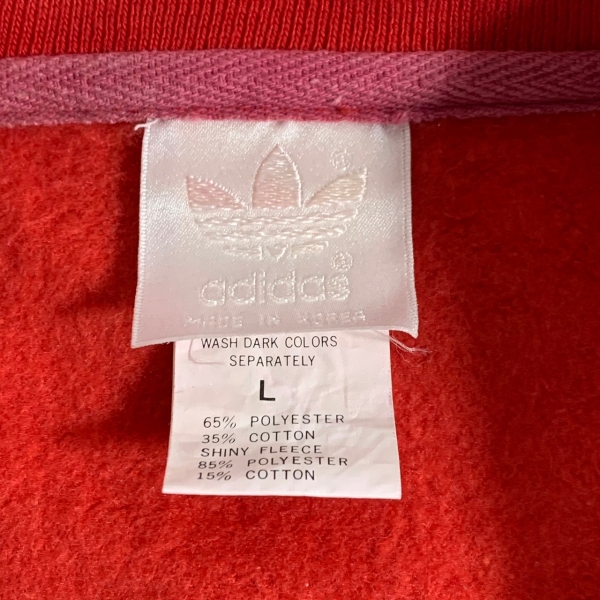 adidas®
MADE IN KOREA
WASH DARK COLORS
SEPARATELY
L
65% POLYESTER
35% COTTON
SHINY FLEECE
85% POLYESTER
15% COTTON